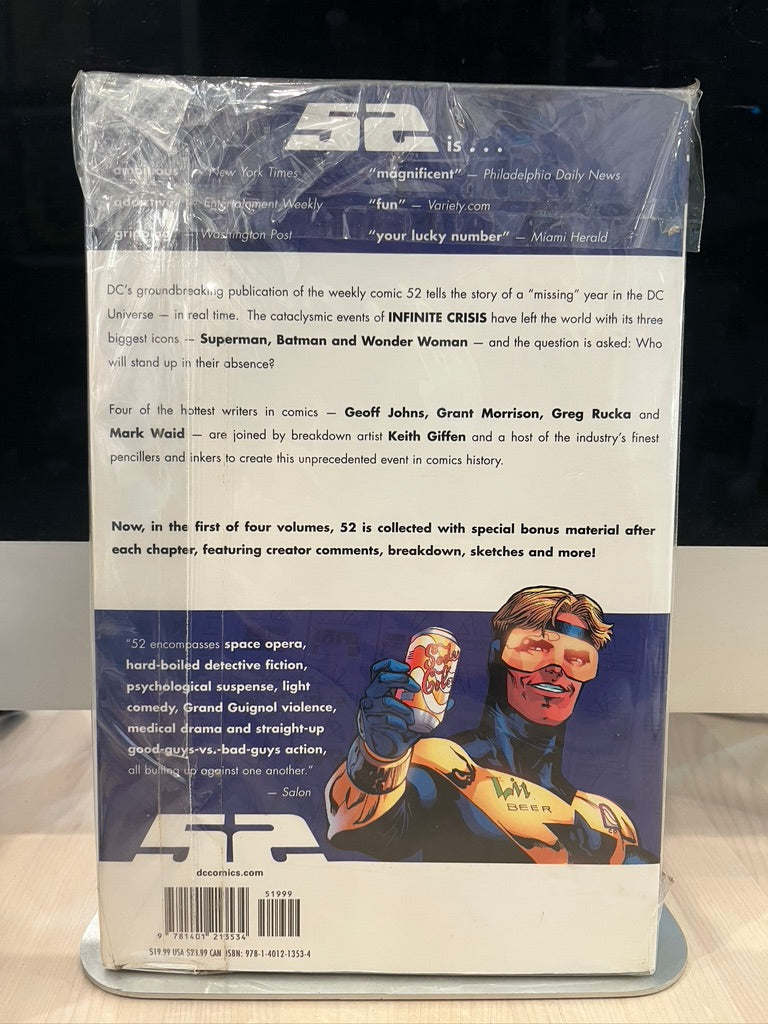 52 is . . .
"ambitious" — New York Times
"magnificent" — Philadelphia Daily News
"addictive" — Entertainment Weekly
"fun" — Variety.com
"gripping" — Washington Post
"your lucky number" — Miami Herald
DC's groundbreaking publication of the weekly comic 52 tells the story of a "missing" year in the DC
Universe — in real time. The cataclysmic events of INFINITE CRISIS have left the world with its three
biggest icons -- Superman, Batman and Wonder Woman — and the question is asked: Who
will stand up in their absence?
Four of the hottest writers in comics — Geoff Johns, Grant Morrison, Greg Rucka and
Mark Waid — are joined by breakdown artist Keith Giffen and a host of the industry's finest
pencillers and inkers to create this unprecedented event in comics history.
Now, in the first of four volumes, 52 is collected with special bonus material after
each chapter, featuring creator comments, breakdown, sketches and more!
"52 encompasses space opera,
hard-boiled detective fiction,
psychological suspense, light
comedy, Grand Guignol violence,
medical drama and straight-up
good-guys-vs.-bad-guys action,
all butting up against one another."
— Salon
Soder
Cola
Lit
BEER
52
dccomics.com
51999
9 781401 213534
$19.99 USA $23.99 CAN ISBN: 978-1-4012-1353-4